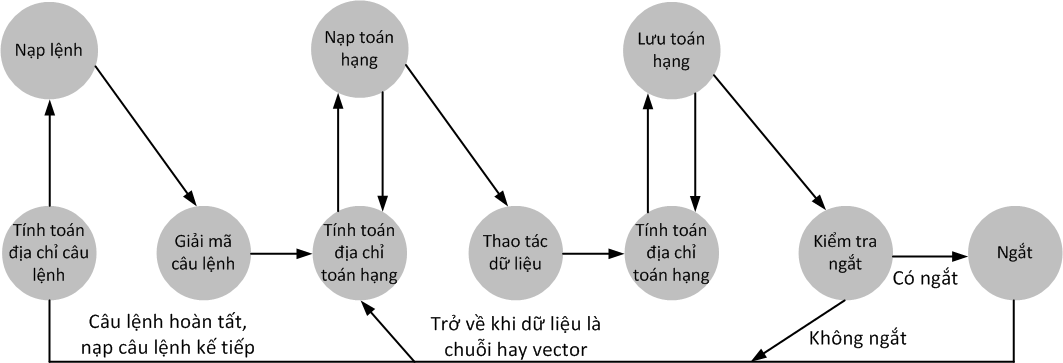 Nạp lệnh
Nạp toán
hạng
Lưu toán
hạng
Tính toán
địa chỉ câu
lệnh
Giải mã
câu lệnh
Tính toán
địa chỉ
toán hạng
Thao tác
dữ liệu
Tính toán
địa chỉ
toán hạng
Kiểm tra
ngắt
Có ngắt
Ngắt
Câu lệnh hoàn tất,
nạp câu lệnh kế tiếp
Trở về khi dữ liệu là
chuỗi hay vector
Không ngắt